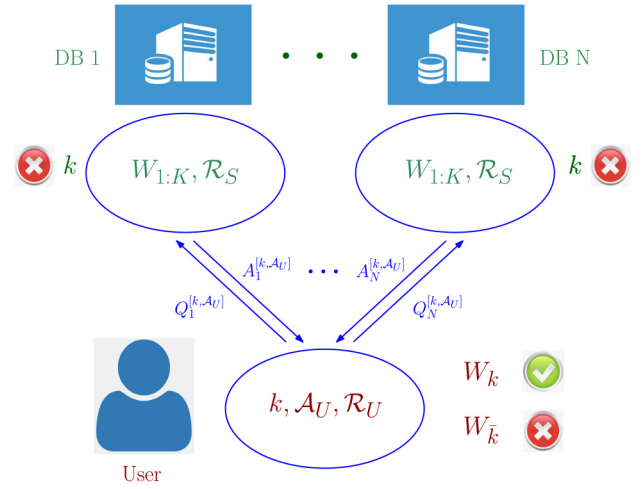 DB 1
. . .
DB N
k
$W_{1:K}, \mathcal{R}_S$
$W_{1:K}, \mathcal{R}_S$
k
$A_1^{[k,\mathcal{A}_U]}$
. . .
$A_N^{[k,\mathcal{A}_U]}$
$Q_1^{[k,\mathcal{A}_U]}$
$Q_N^{[k,\mathcal{A}_U]}$
$k, \mathcal{A}_U, \mathcal{R}_U$
$W_k$
$W_{\bar{k}}$
User